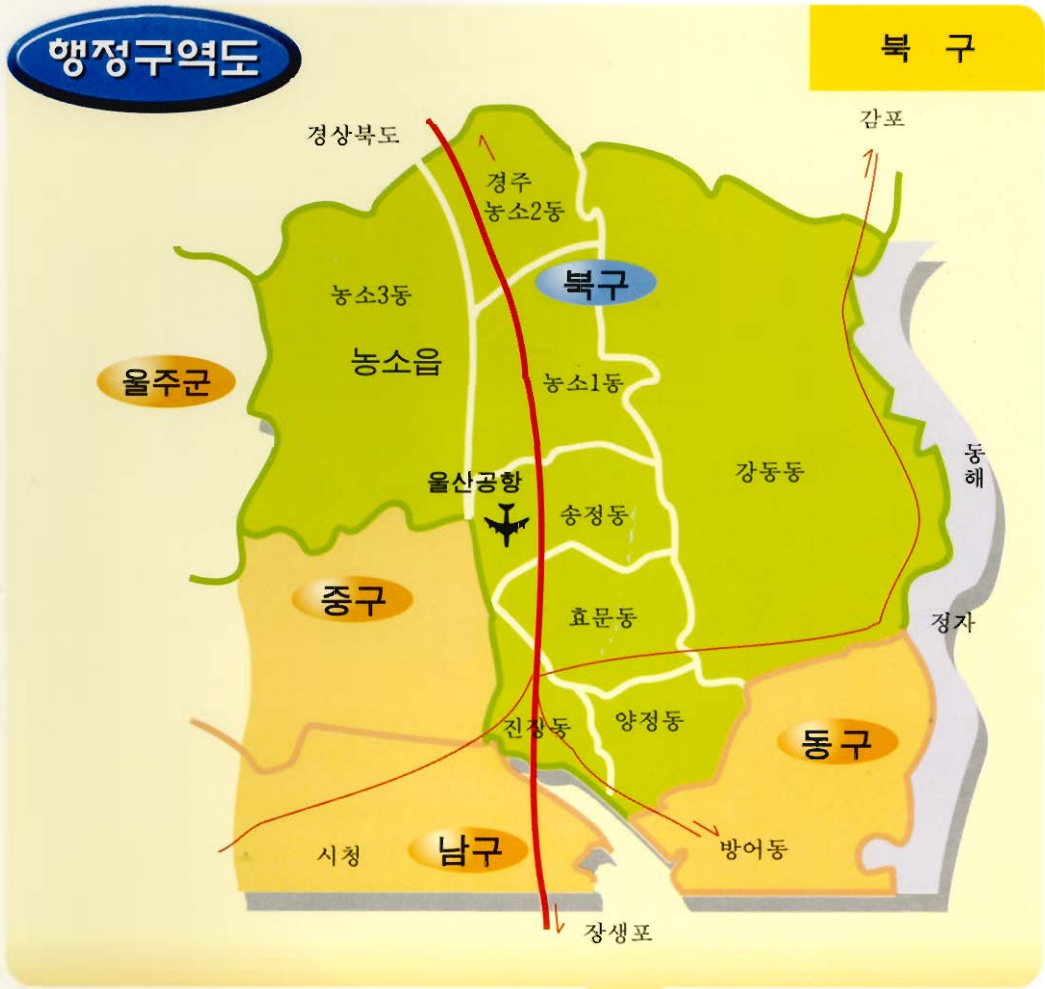 행정구역도
북 구
감포
경상북도
경주
농소2동
북구
농소3동
농소읍
울주군
농소1동
동해
강동동
울산공항
송정동
중구
효문동
정자
진장동
양정동
동구
시청
남구
방어동
장생포